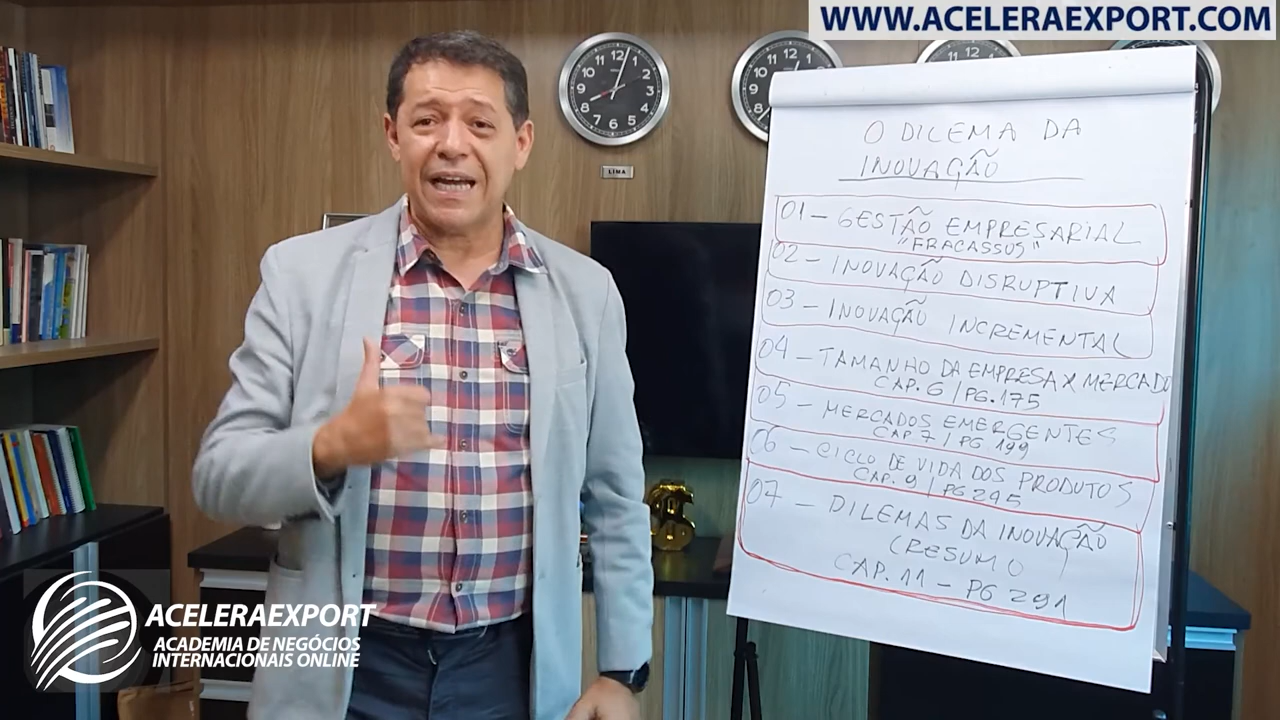 WWW.ACELERAEXPORT.COM
O DILEMA DA
INOVAÇÃO
01 - GESTÃO EMPRESARIAL
"FRACASSOS"
02 - INOVAÇÃO DISRUPTIVA
03 - INOVAÇÃO INCREMENTAL
04 - TAMANHO DA EMPRESA X MERCADO
CAP. 6 / PG. 175
05 - MERCADOS EMERGENTES
CAP 7 / PG 199
06 - CICLO DE VIDA DOS PRODUTOS
CAP. 9 / PG 245
07 - DILEMAS DA INOVAÇÃO
(RESUMO
CAP. 11 - PG 291
LIMA
ACELERAEXPORT
ACADEMIA DE NEGÓCIOS
INTERNACIONAIS ONLINE